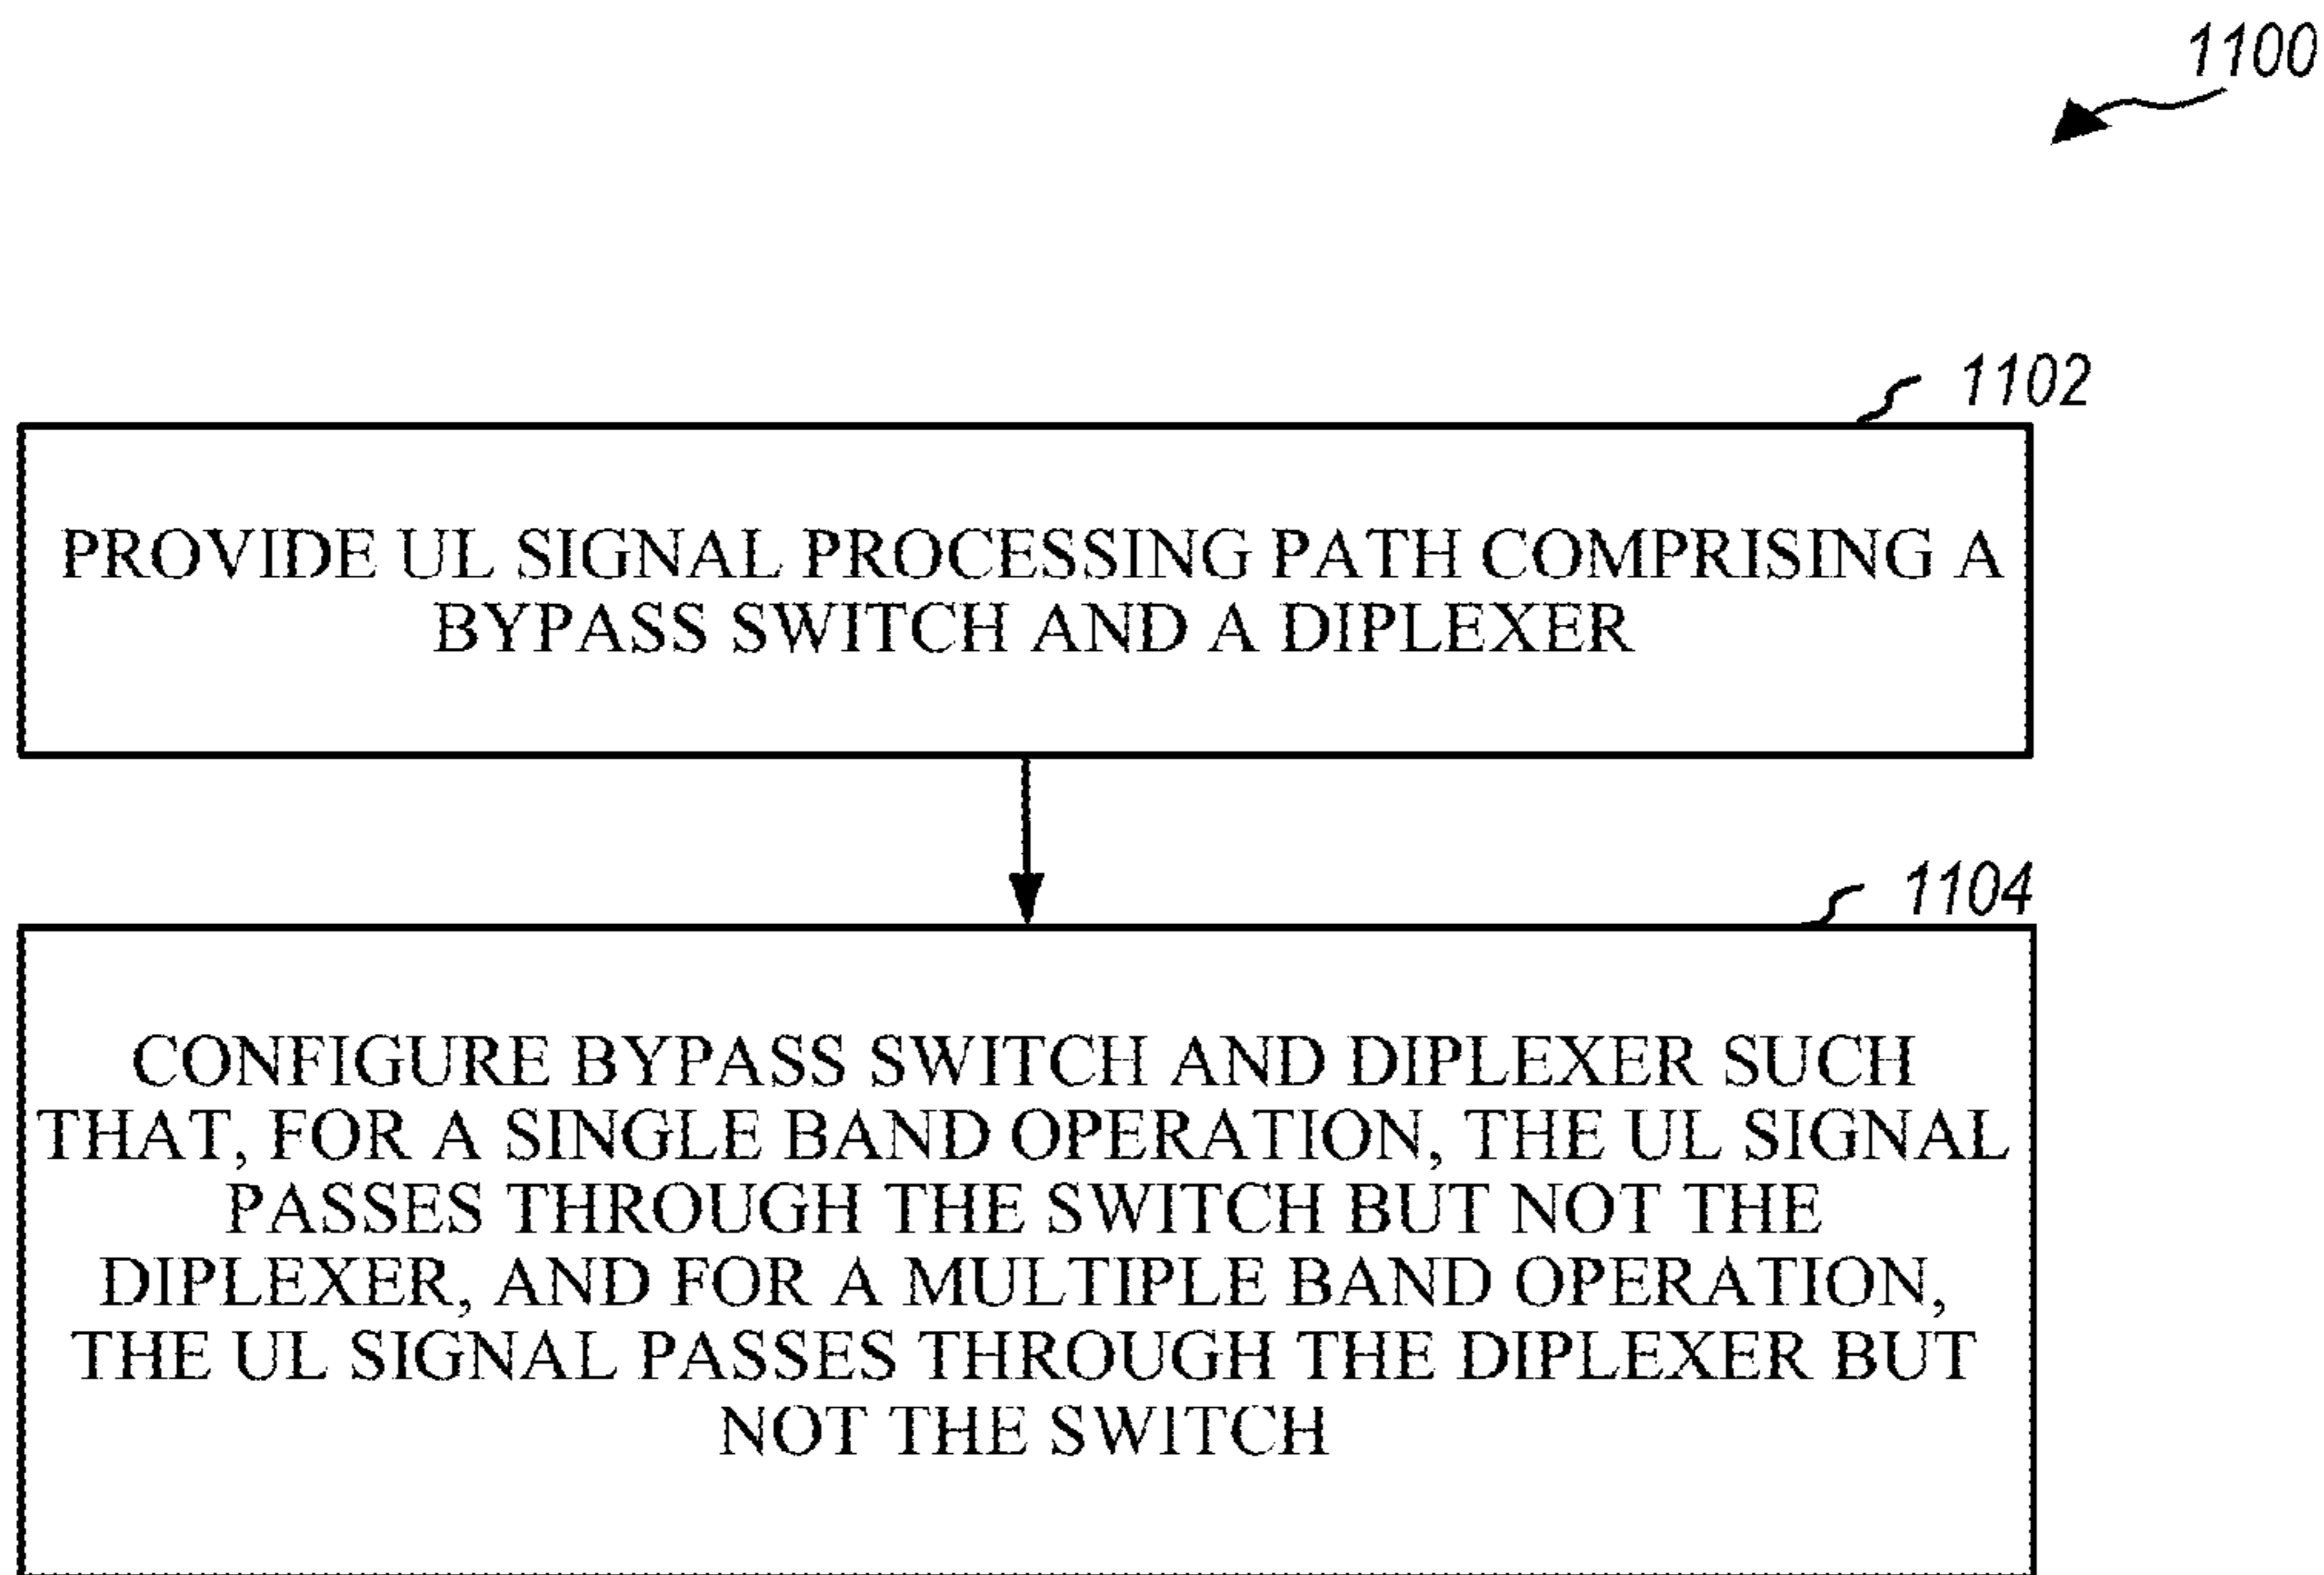 1100
1102
PROVIDE UL SIGNAL PROCESSING PATH COMPRISING A
BYPASS SWITCH AND A DIPLEXER
1104
CONFIGURE BYPASS SWITCH AND DIPLEXER SUCH
THAT, FOR A SINGLE BAND OPERATION, THE UL SIGNAL
PASSES THROUGH THE SWITCH BUT NOT THE
DIPLEXER, AND FOR A MULTIPLE BAND OPERATION,
THE UL SIGNAL PASSES THROUGH THE DIPLEXER BUT
NOT THE SWITCH